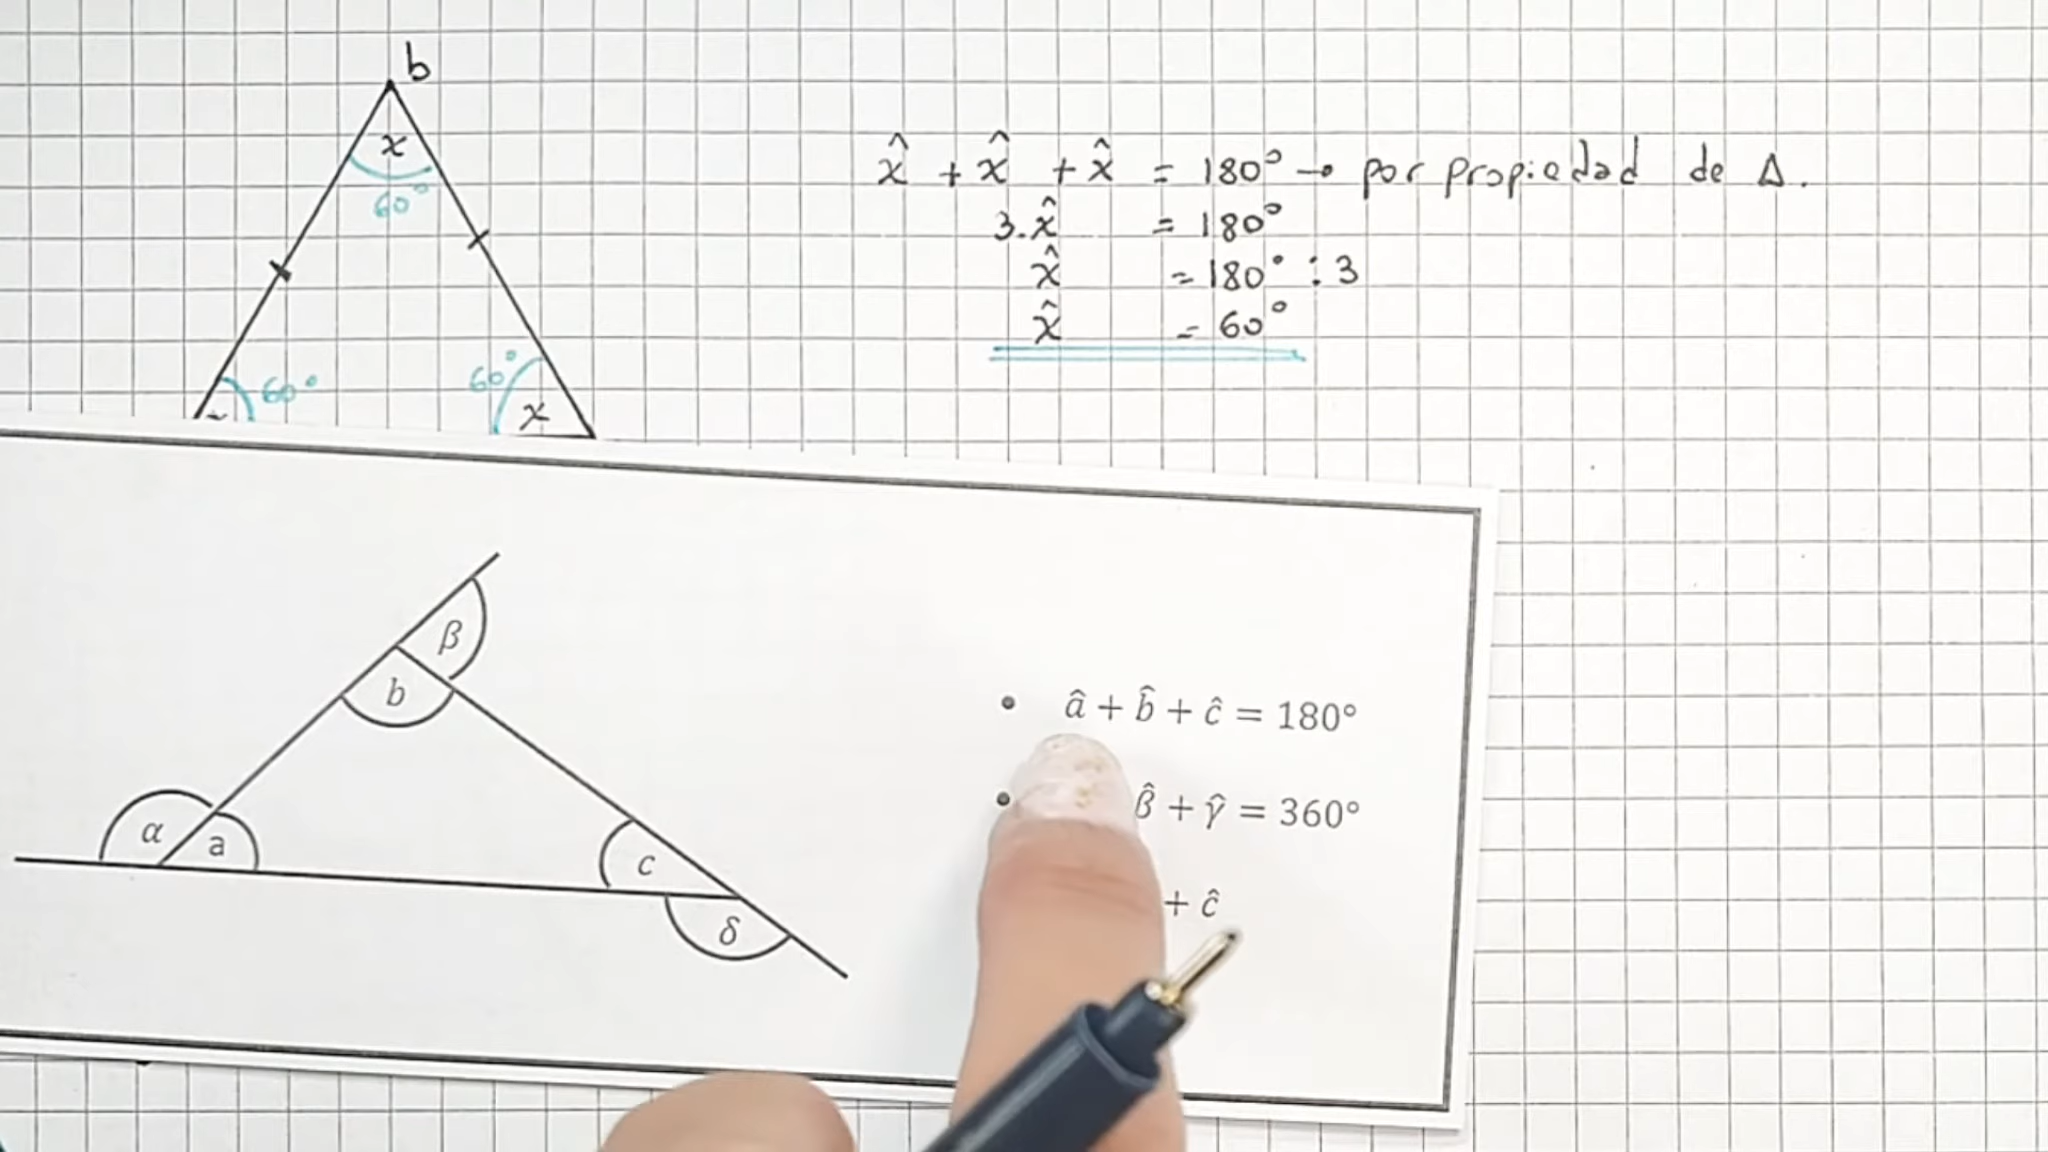 b
x
60°
60°
60°
x
x̂ + x̂ + x̂ = 180° → por propiedad de Δ.
3.x̂ = 180°
x̂ = 180° : 3
x̂ = 60°
β
b
α
a
c
δ
• â + b̂ + ĉ = 180°
• β̂ + γ̂ = 360°
+ ĉ